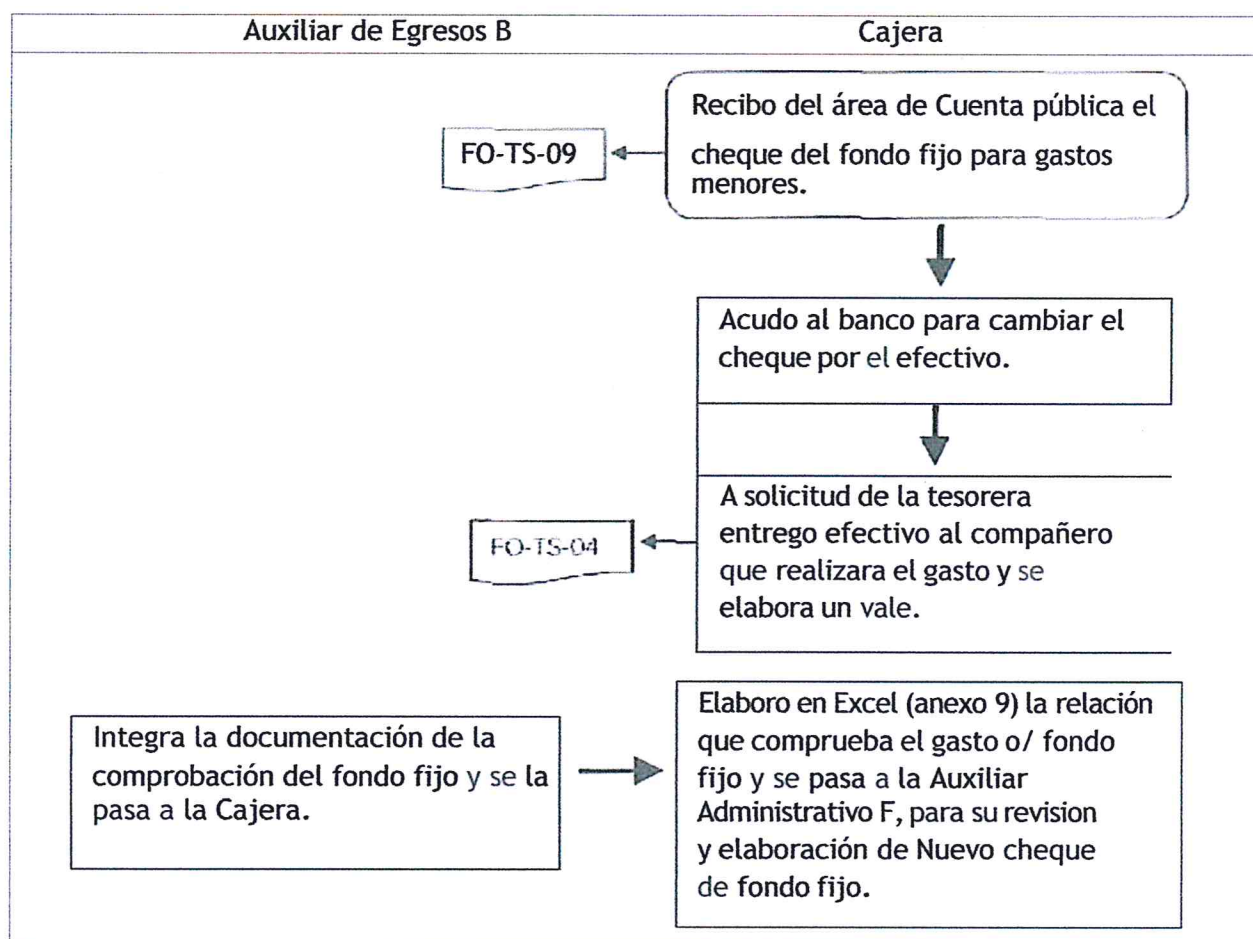 Auxiliar de Egresos B
Cajera
Recibo del área de Cuenta pública el
cheque del fondo fijo para gastos
menores.
FO-TS-09
Acudo al banco para cambiar el
cheque por el efectivo.
A solicitud de la tesorera
entrego efectivo al compañero
que realizara el gasto y se
elabora un vale.
FO-TS-04
Integra la documentación de la
comprobación del fondo fijo y se la
pasa a la Cajera.
Elaboro en Excel (anexo 9) la relación
que comprueba el gasto o/ fondo
fijo y se pasa a la Auxiliar
Administrativo F, para su revision
y elaboración de Nuevo cheque
de fondo fijo.